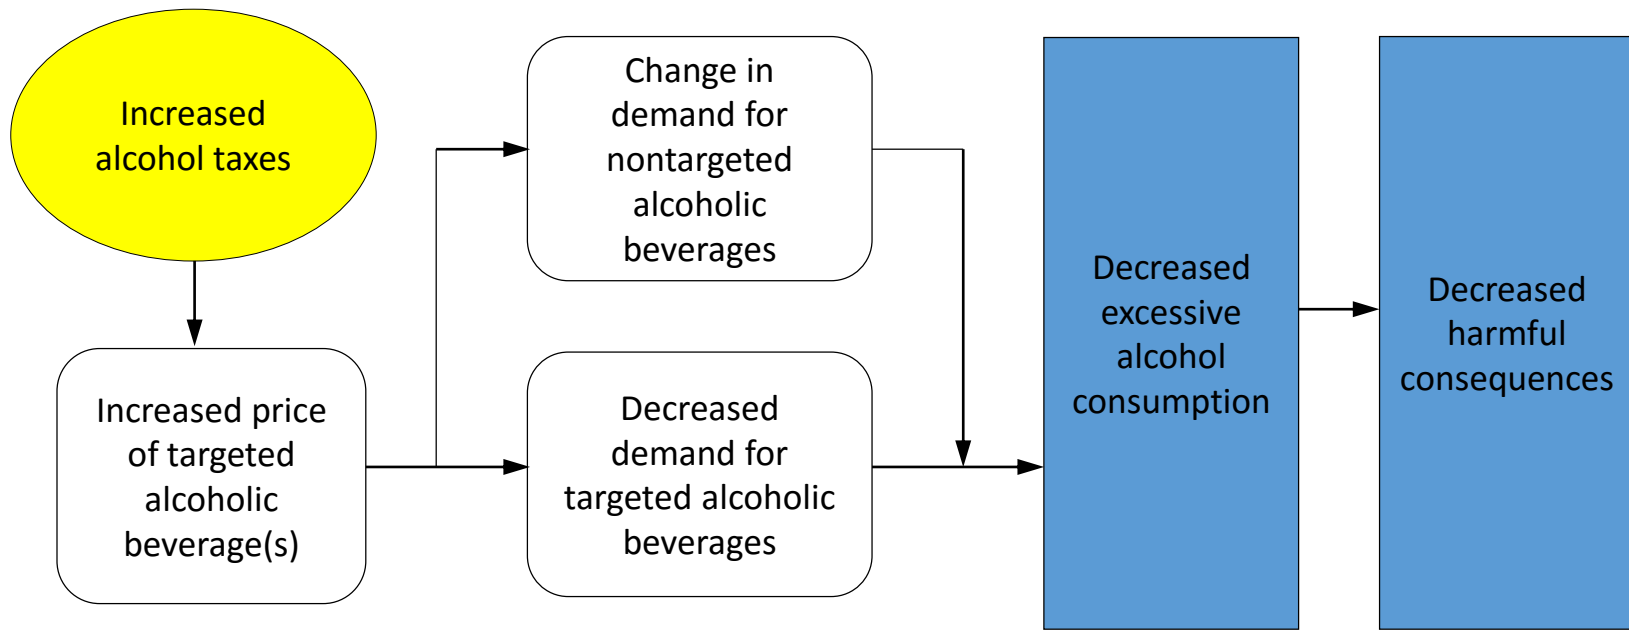 Increased
alcohol taxes
Increased price
of targeted
alcoholic
beverage(s)
Change in
demand for
nontargeted
alcoholic
beverages
Decreased
demand for
targeted alcoholic
beverages
Decreased
excessive
alcohol
consumption
Decreased
harmful
consequences